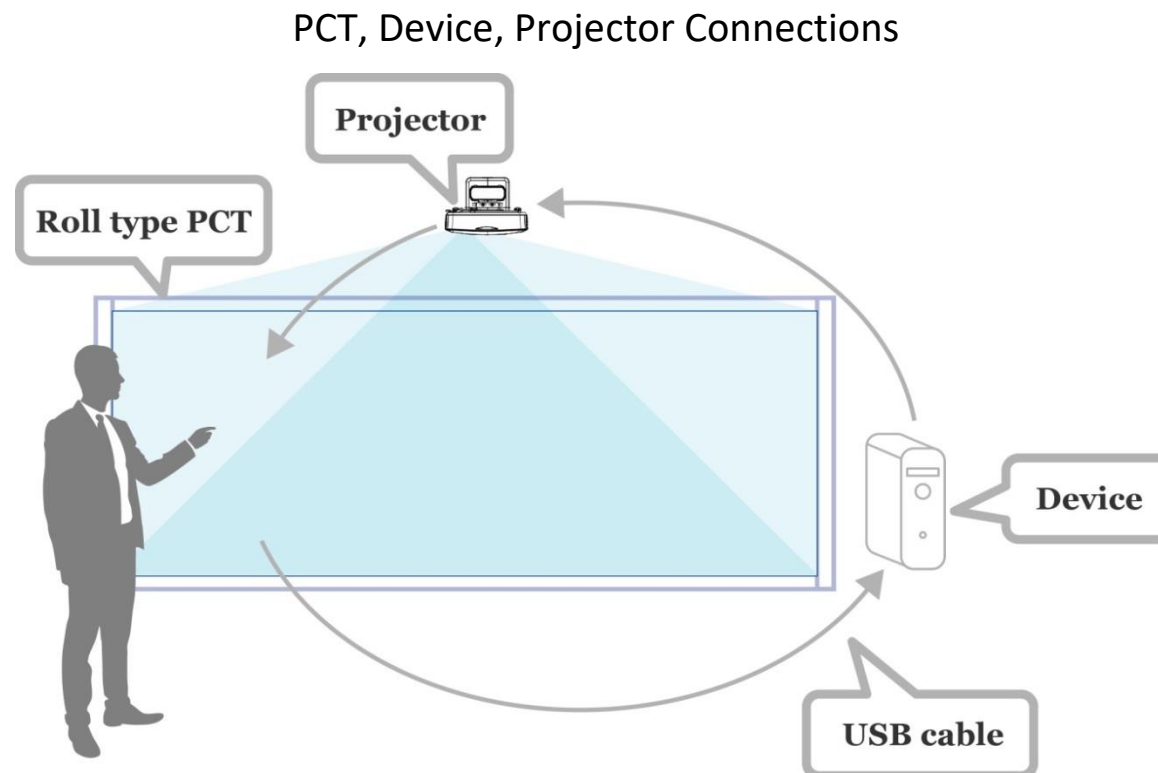 PCT, Device, Projector Connections
Projector
Roll type PCT
Device
USB cable